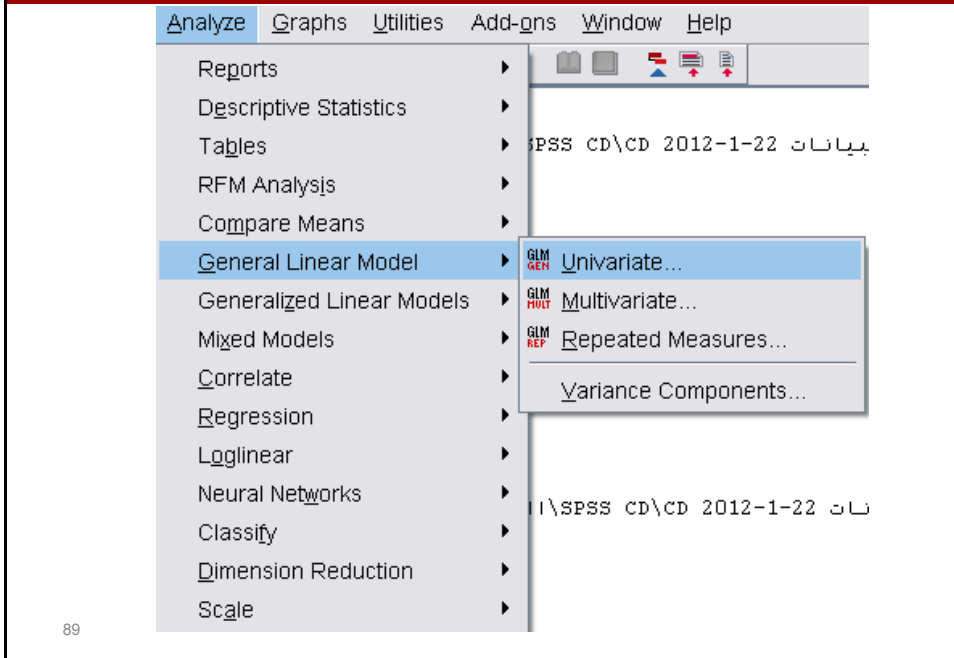 Analyze Graphs Utilities Add-ons Window Help
Reports
Descriptive Statistics
Tables
SPSS CD\CD 2012-1-22 بيانات
RFM Analysis
Compare Means
General Linear Model
GLM GEN Univariate...
Generalized Linear Models
GLM MULT Multivariate...
Mixed Models
GLM REP Repeated Measures...
Correlate
Variance Components...
Regression
Loglinear
Neural Networks
\SPSS CD\CD 2012-1-22
Classify
Dimension Reduction
Scale
89